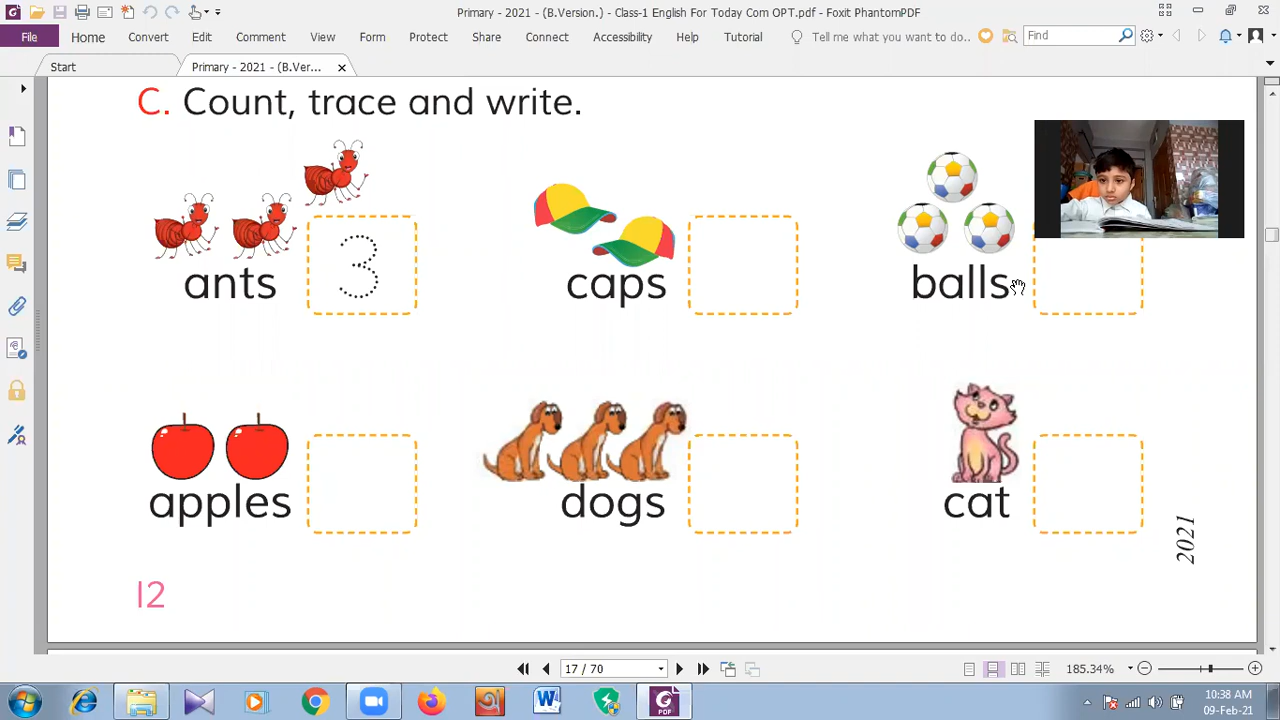 Primary - 2021 - (B.Version.) - Class-1 English For Today Com OPT.pdf - Foxit PhantomPDF
File Home Convert Edit Comment View Form Protect Share Connect Accessibility Help Tutorial Tell me what you want to do.. Find
Start Primary - 2021 - (B.Ver...
C. Count, trace and write.
3
ants caps balls
apples dogs cat
2021
12
17 / 70 185.34%
PDF
10:38 AM
09-Feb-21